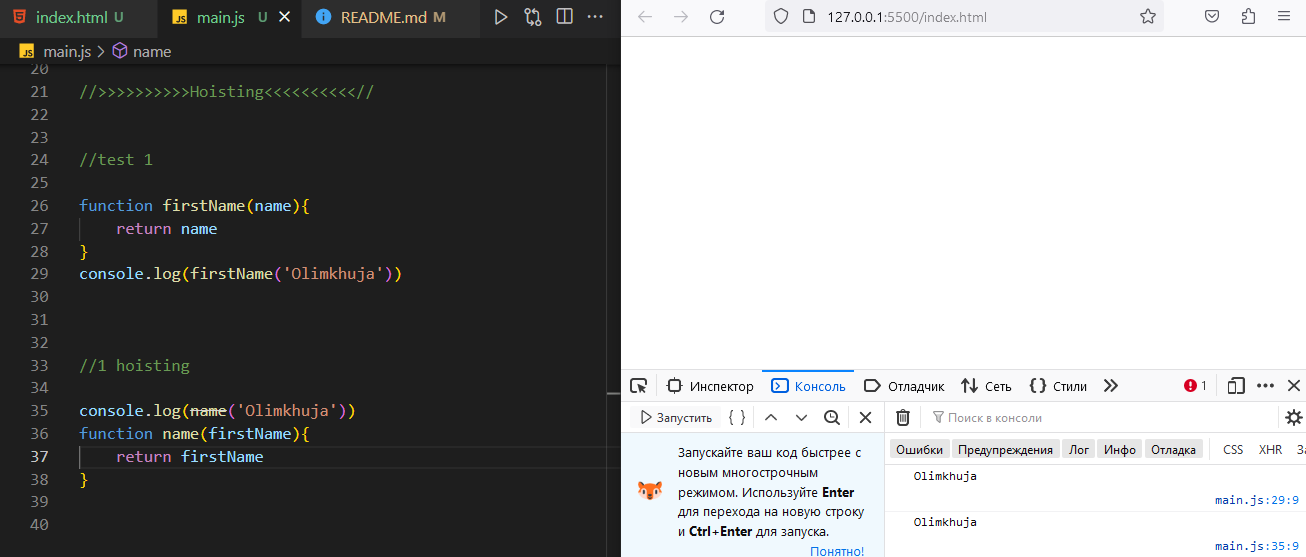 index.html U
main.js U
README.md M
main.js > name
20
21 //>>>>>>>>>>Hoisting<<<<<<<<<<//
22
23
24 //test 1
25
26 function firstName(name){
27 return name
28 }
29 console.log(firstName('Olimkhuja'))
30
31
32
33 //1 hoisting
34
35 console.log(name('Olimkhuja'))
36 function name(firstName){
37 return firstName
38 }
39
40
127.0.0.1:5500/index.html
Инспектор Консоль Отладчик Сеть Стили 1
Запустить
Поиск в консоли
Ошибки Предупреждения Лог Инфо Отладка CSS XHR
Запускайте ваш код быстрее с
новым многострочным
режимом. Используйте Enter
для перехода на новую строку
и Ctrl+Enter для запуска.
Понятно!
Olimkhuja
main.js:29:9
Olimkhuja
main.js:35:9